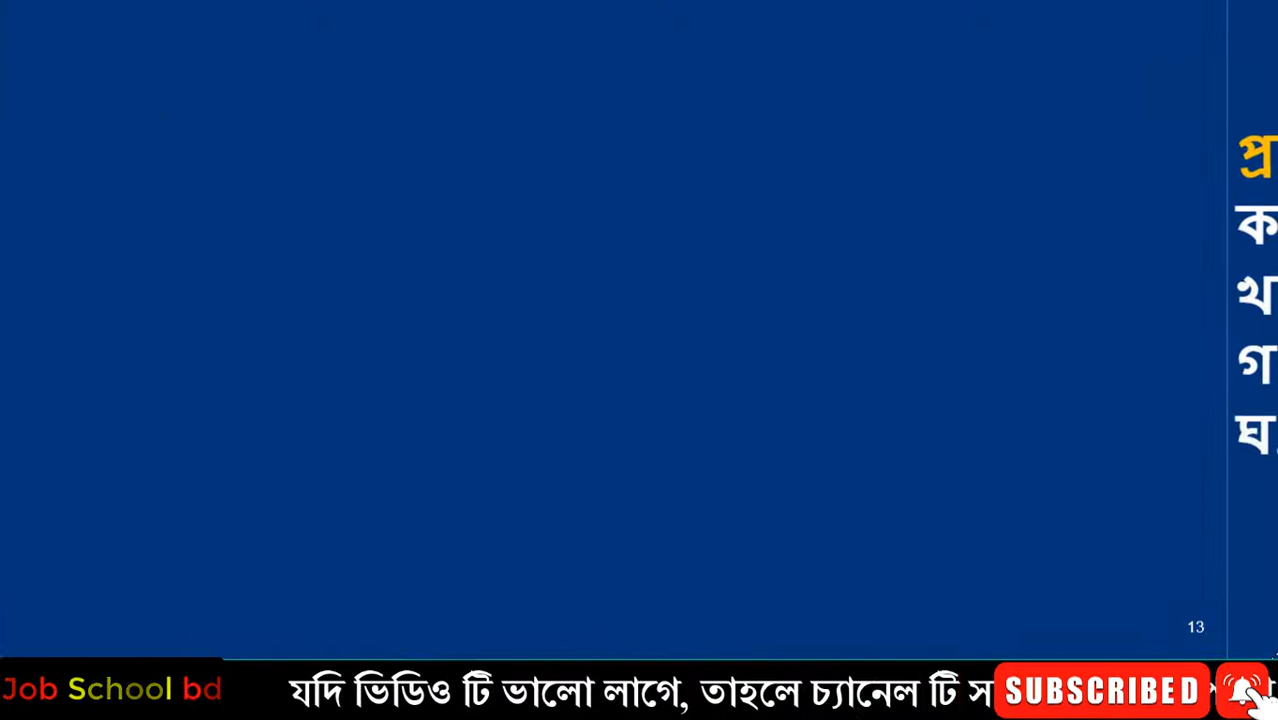 প্র
ক
খ
গ
ঘ
13
Job School bd
যদি ভিডিও টি ভালো লাগে, তাহলে চ্যানেল টি স
SUBSCRIBED